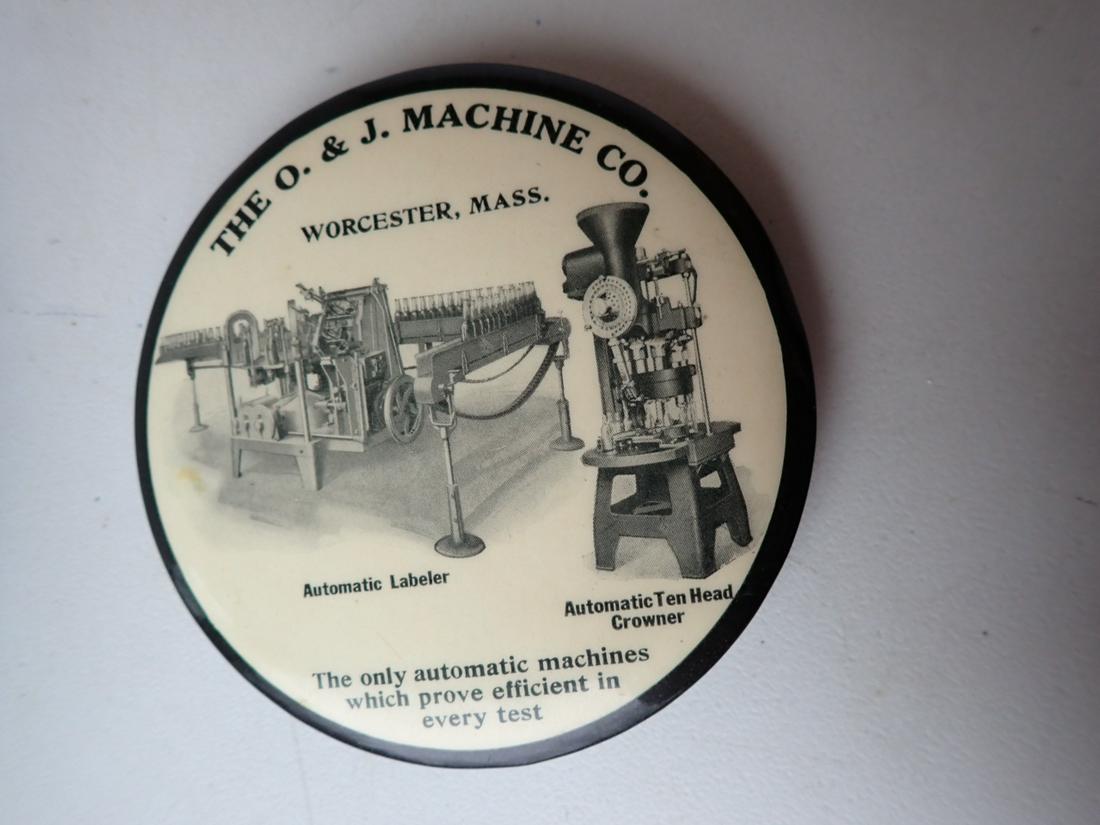 THE O. & J. MACHINE CO.
WORCESTER, MASS.
Automatic Labeler
Automatic Ten Head
Crowner
The only automatic machines
which prove efficient in
every test